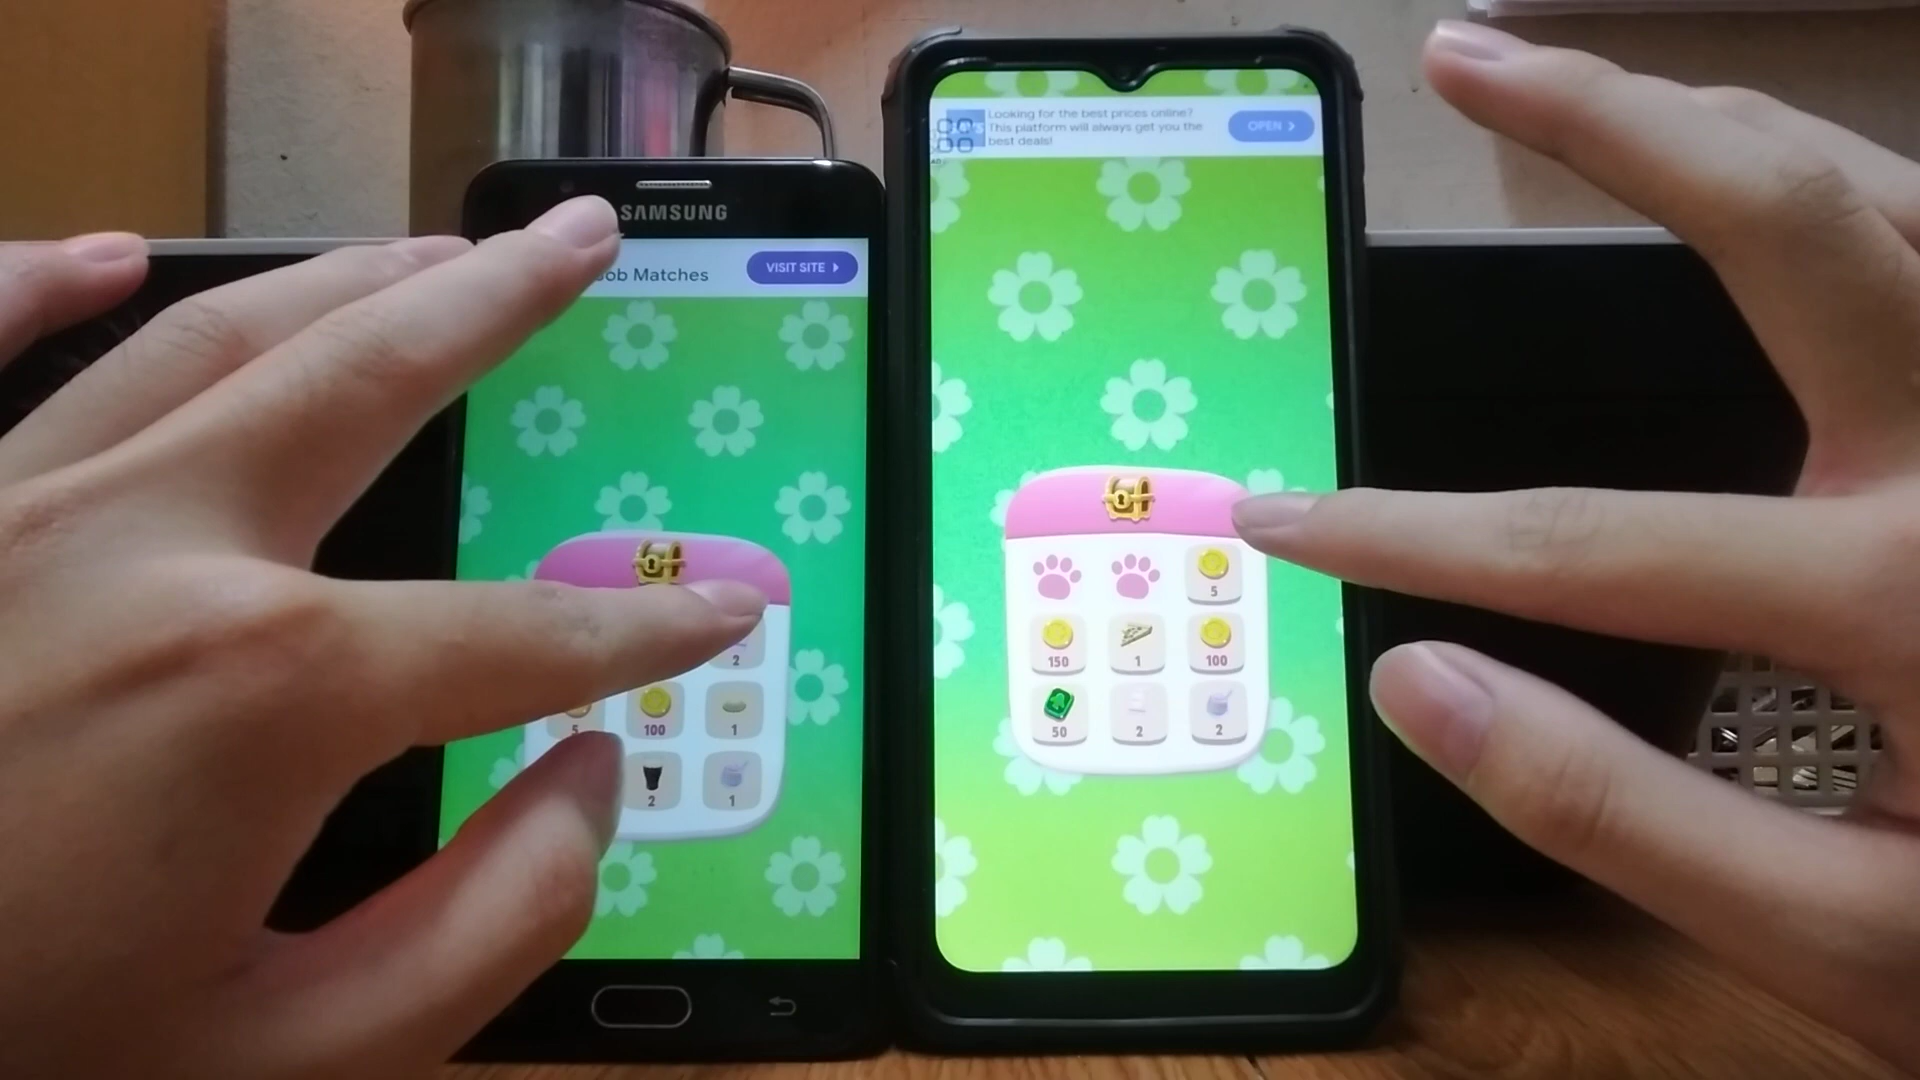 SAMSUNG
Job Matches
VISIT SITE
2
5
100
1
2
1
Looking for the best prices online?
This platform will always get you the
best deals!
OPEN
5
150
1
100
50
2
2